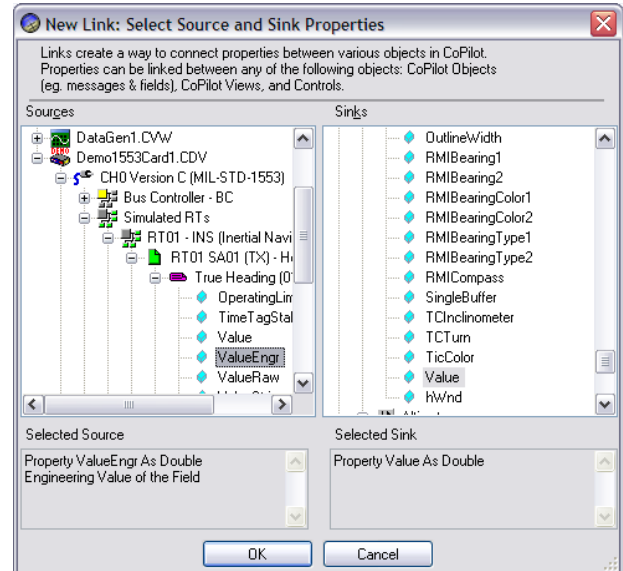 New Link: Select Source and Sink Properties
Links create a way to connect properties between various objects in CoPilot.
Properties can be linked between any of the following objects: CoPilot Objects
(eg. messages & fields), CoPilot Views, and Controls.
Sources
DataGen1.CVW
Demo1553Card1.CDV
CH0 Version C (MIL-STD-1553)
Bus Controller - BC
Simulated RTs
RT01 - INS (Inertial Navi
RT01 SA01 (TX) - He
True Heading (01
OperatingLim
TimeTagStal
Value
ValueEngr
ValueRaw
Sinks
OutlineWidth
RMIBearing1
RMIBearing2
RMIBearingColor1
RMIBearingColor2
RMIBearingType1
RMIBearingType2
RMICompass
SingleBuffer
TCInclinometer
TCTurn
TicColor
Value
hWnd
Selected Source
Property ValueEngr As Double
Engineering Value of the Field
Selected Sink
Property Value As Double
OK
Cancel